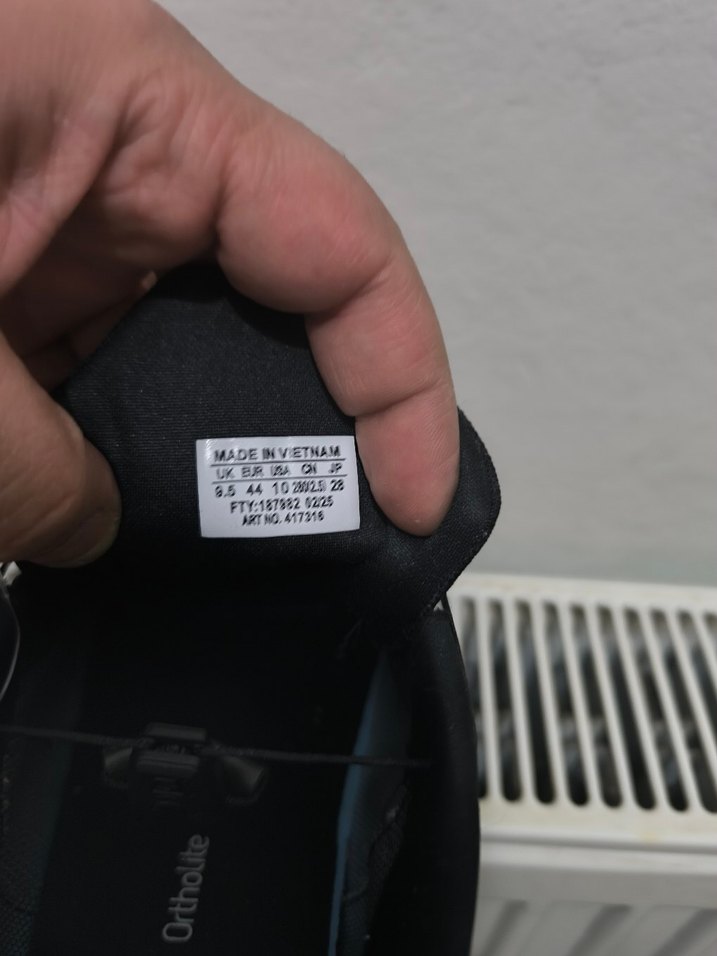 MADE IN VIETNAM
UK EUR USA CN JP
9.5 44 10 280(2.5) 28
FTY:187982 02/25
ART NO. 417316
Ortholite